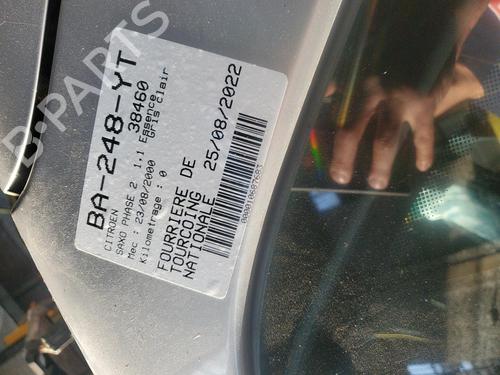 BA-248-YT
38460
CITROEN
SAXO PHASE 2 1.1 Essence
Mec : 23/08/2000 Gris clair
Kilometrage : 0
FOURRIERE DE
TOURCOING 25/08/2022
NATIONALE
B-PARTS